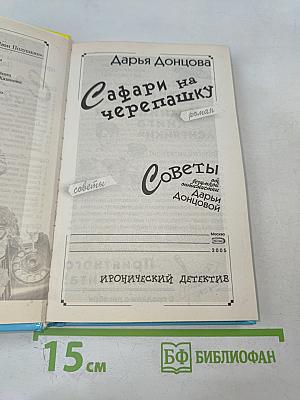 Дарья Донцова
Сафари на
черепашку
роман
советы
Советы
от
безумной
оптимистки
Дарьи
Донцовой
Москва
2005
ИРОНИЧЕСКИЙ ДЕТЕКТИВ
15 см
БФ БИБЛИОФАН